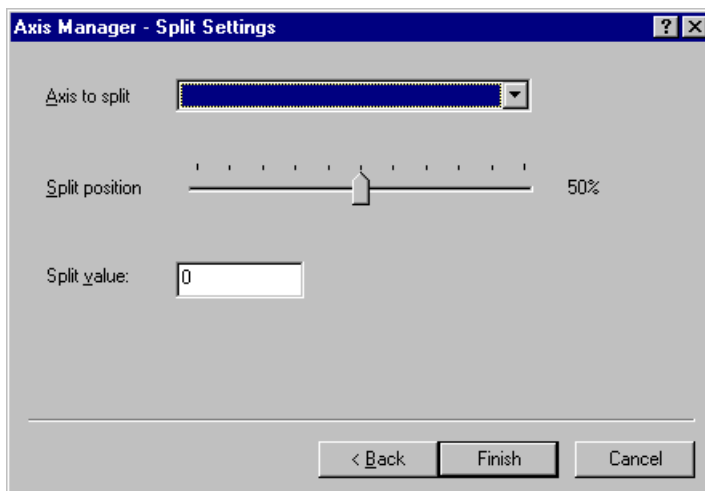 Axis Manager - Split Settings ?
Axis to split
Split position 50%
Split value: 0
< Back Finish Cancel